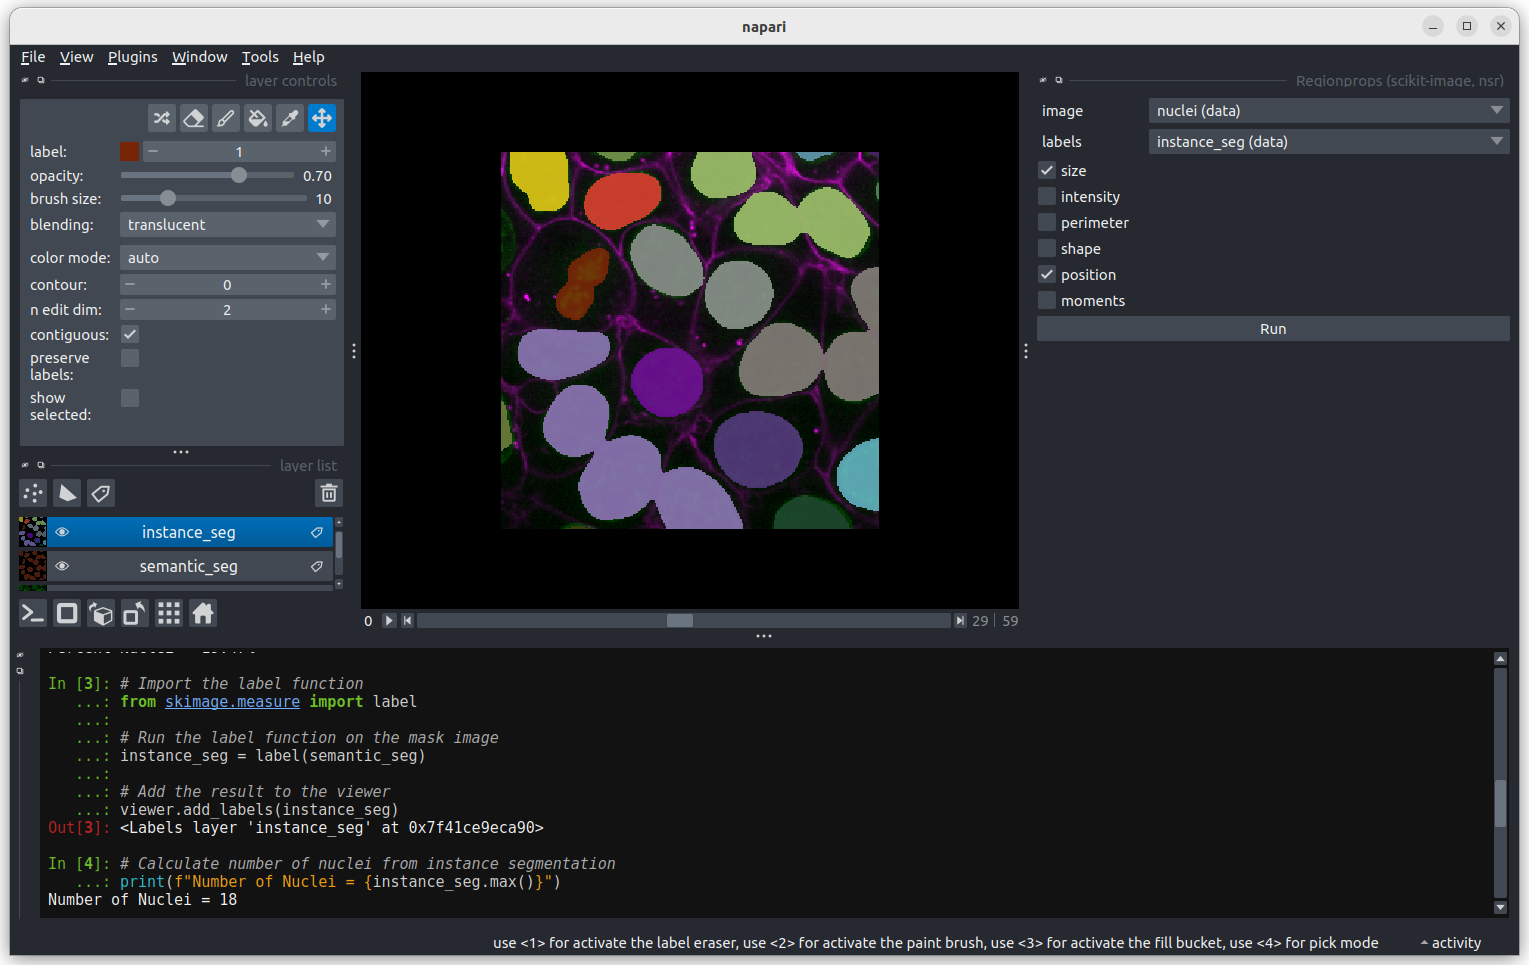 napari
File View Plugins Window Tools Help
layer controls
label: 1
opacity: 0.70
brush size: 10
blending: translucent
color mode: auto
contour: 0
n edit dim: 2
contiguous:
preserve
labels:
show
selected:
layer list
instance_seg
semantic_seg
0 29 59
Regionprops (scikit-image, nsr)
image nuclei (data)
labels instance_seg (data)
size
intensity
perimeter
shape
position
moments
Run
In [3]: # Import the label function
...: from skimage.measure import label
...:
...: # Run the label function on the mask image
...: instance_seg = label(semantic_seg)
...:
...: # Add the result to the viewer
...: viewer.add_labels(instance_seg)
Out[3]: <Labels layer 'instance_seg' at 0x7f41ce9eca90>
In [4]: # Calculate number of nuclei from instance segmentation
...: print(f"Number of Nuclei = {instance_seg.max()}")
Number of Nuclei = 18
use <1> for activate the label eraser, use <2> for activate the paint brush, use <3> for activate the fill bucket, use <4> for pick mode
activity